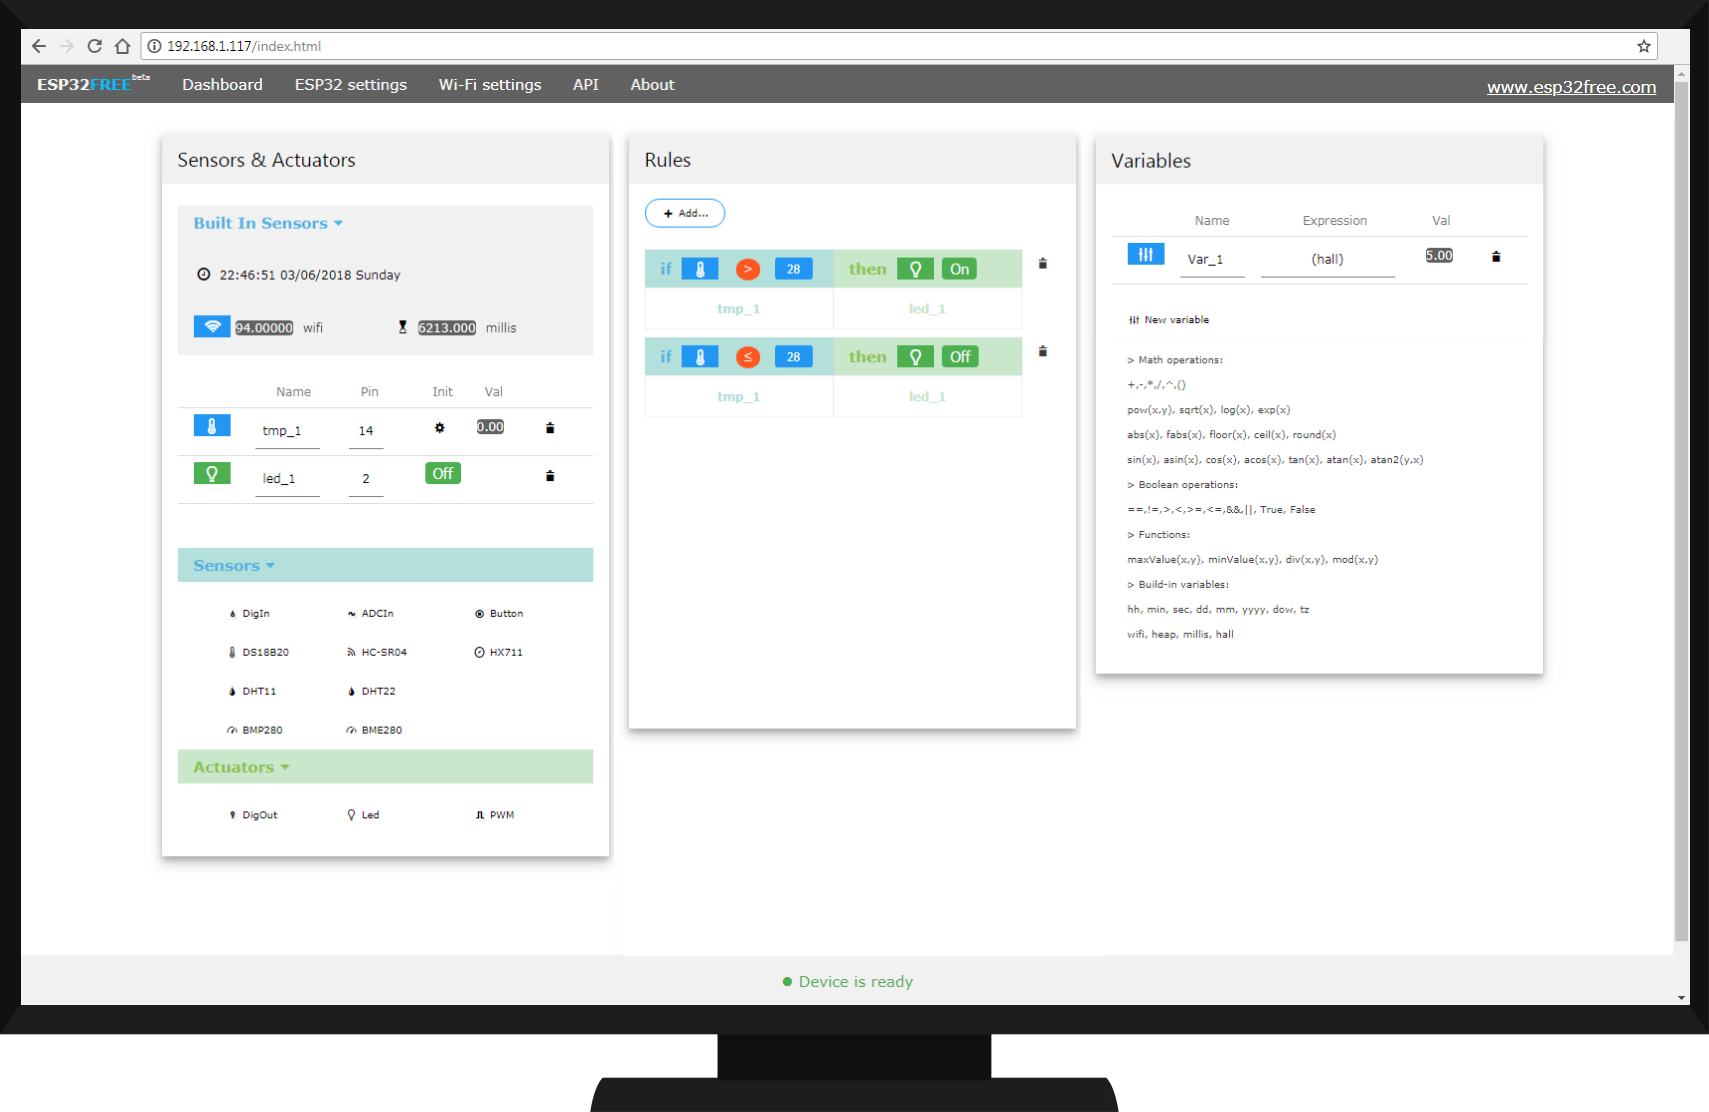 192.168.1.117/index.html
ESP32FREE beta Dashboard ESP32 settings Wi-Fi settings API About www.esp32free.com
Sensors & Actuators
Built In Sensors
22:46:51 03/06/2018 Sunday
94.00000 wifi 6213.000 millis
Name Pin Init Val
tmp_1 14 0.00
led_1 2 Off
Sensors
DigIn ADCIn Button
DS18B20 HC-SR04 HX711
DHT11 DHT22
BMP280 BME280
Actuators
DigOut Led PWM
Rules
+ Add...
if > 28 then On
tmp_1 led_1
if ≤ 28 then Off
tmp_1 led_1
Variables
Name Expression Val
Var_1 (hall) 5.00
New variable
> Math operations:
+,-,*,/,^,()
pow(x,y), sqrt(x), log(x), exp(x)
abs(x), fabs(x), floor(x), ceil(x), round(x)
sin(x), asin(x), cos(x), acos(x), tan(x), atan(x), atan2(y,x)
> Boolean operations:
==,!=,>,<,>=,<=,&&,||, True, False
> Functions:
maxValue(x,y), minValue(x,y), div(x,y), mod(x,y)
> Build-in variables:
hh, min, sec, dd, mm, yyyy, dow, tz
wifi, heap, millis, hall
Device is ready